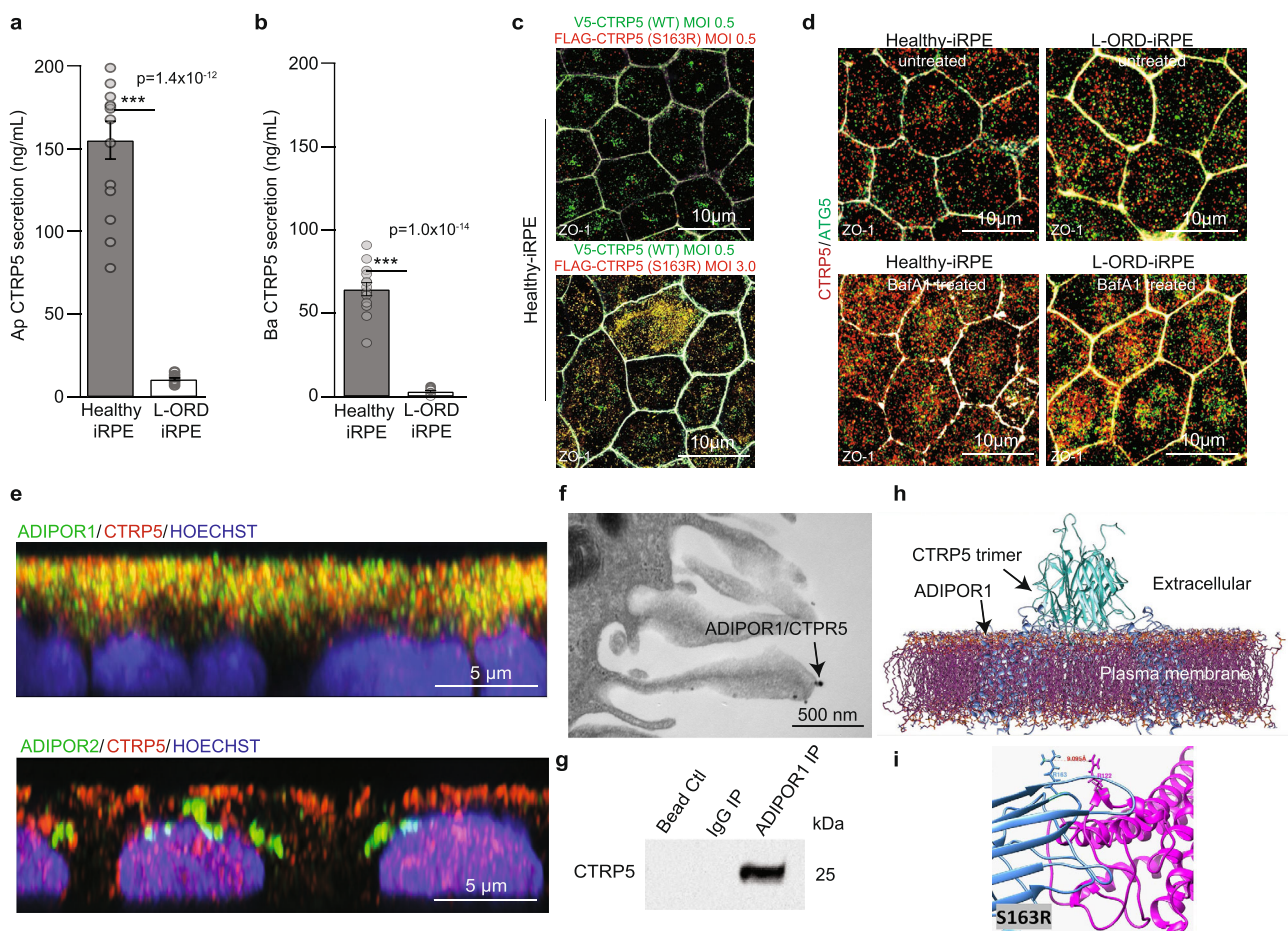 a
Ap CTRP5 secretion (ng/mL)
200
150
100
50
0
p=1.4x10-12
***
Healthy iRPE
L-ORD iRPE
b
Ba CTRP5 secretion (ng/mL)
200
150
100
50
0
p=1.0x10-14
***
Healthy iRPE
L-ORD iRPE
c
V5-CTRP5 (WT) MOI 0.5
FLAG-CTRP5 (S163R) MOI 0.5
Healthy-iRPE
10µm
ZO-1
V5-CTRP5 (WT) MOI 0.5
FLAG-CTRP5 (S163R) MOI 3.0
10µm
ZO-1
d
CTRP5/ATG5
Healthy-iRPE
untreated
10µm
ZO-1
L-ORD-iRPE
untreated
10µm
ZO-1
Healthy-iRPE
BafA1 treated
10µm
ZO-1
L-ORD-iRPE
BafA1 treated
10µm
ZO-1
e
ADIPOR1/CTRP5/HOECHST
5 µm
ADIPOR2/CTRP5/HOECHST
5 µm
f
ADIPOR1/CTPR5
500 nm
g
Bead Ctl
IgG IP
ADIPOR1 IP
kDa
CTRP5
25
h
CTRP5 trimer
ADIPOR1
Extracellular
Plasma membrane
i
9.095Å
R163
R122
S163R